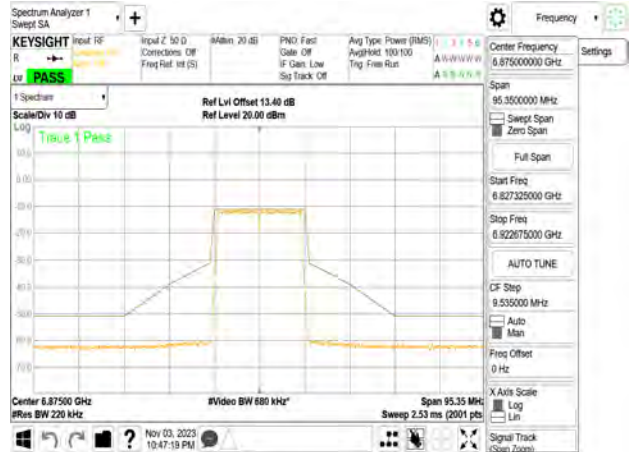 Spectrum Analyzer 1
Swept SA
Frequency
KEYSIGHT Input: RF
Input Z: 50 Ω
#Atten: 20 dB
PNO: Fast
Avg Type: Power (RMS)
Center Frequency
Settings
R
Corrections: Off
Gate: Off
Avg|Hold: 100/100
6.875000000 GHz
Freq Ref: Int (S)
IF Gain: Low
Trig: Free Run
Sig Track: Off
PASS
Span
95.3500000 MHz
1 Spectrum
Ref Lvl Offset 13.40 dB
Scale/Div 10 dB
Ref Level 20.00 dBm
Swept Span
Zero Span
Log
Trace 1 Pass
Full Span
Start Freq
6.827325000 GHz
Stop Freq
6.922675000 GHz
AUTO TUNE
CF Step
9.535000 MHz
Auto
Man
Freq Offset
0 Hz
X Axis Scale
Log
Lin
Center 6.87500 GHz
#Video BW 680 kHz*
Span 95.35 MHz
#Res BW 220 kHz
Sweep 2.53 ms (2001 pts
Signal Track
(Span Zoom)
Nov 03, 2023
10:47:19 PM